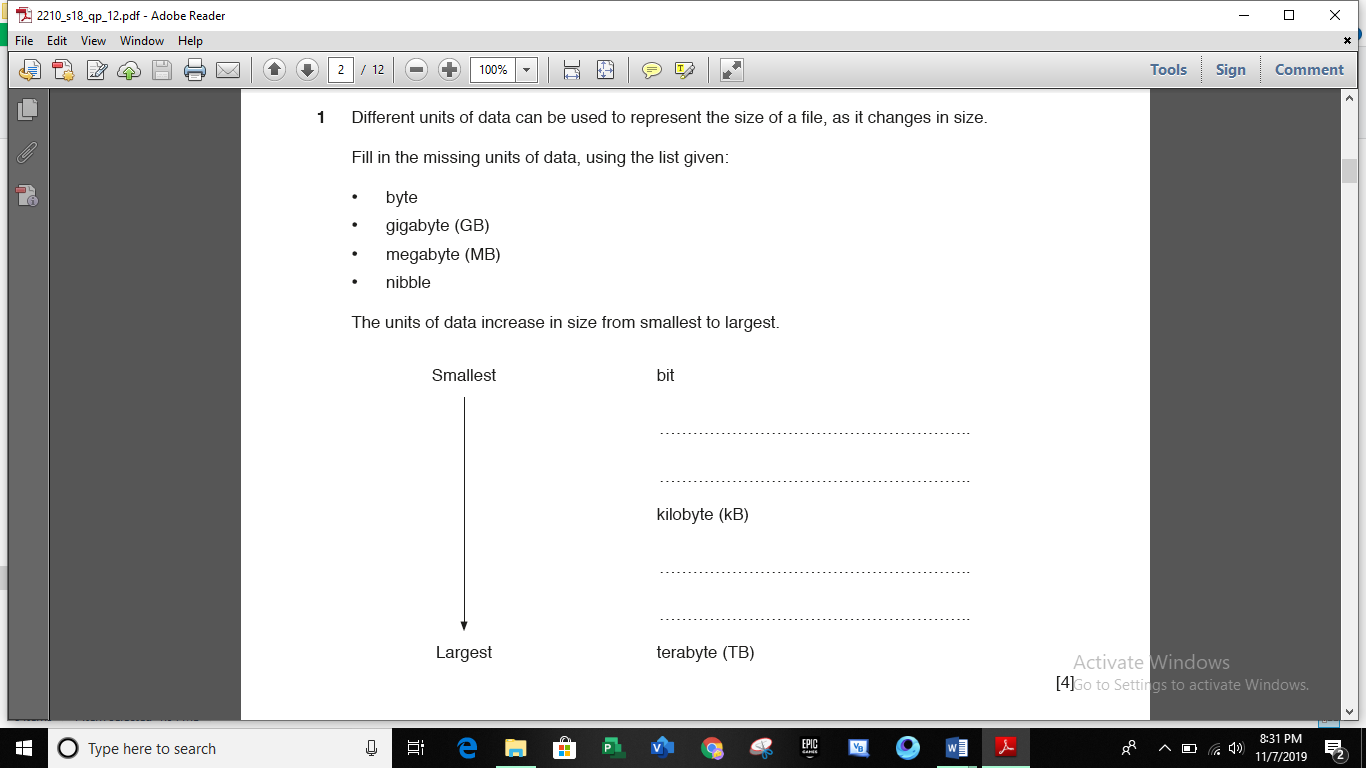 2210_s18_qp_12.pdf - Adobe Reader
File Edit View Window Help
2 / 12 100% Tools Sign Comment
1 Different units of data can be used to represent the size of a file, as it changes in size.
Fill in the missing units of data, using the list given:
• byte
• gigabyte (GB)
• megabyte (MB)
• nibble
The units of data increase in size from smallest to largest.
Smallest bit
kilobyte (kB)
Largest terabyte (TB)
[4]
Activate Windows
Go to Settings to activate Windows.
Type here to search
8:31 PM
11/7/2019
2